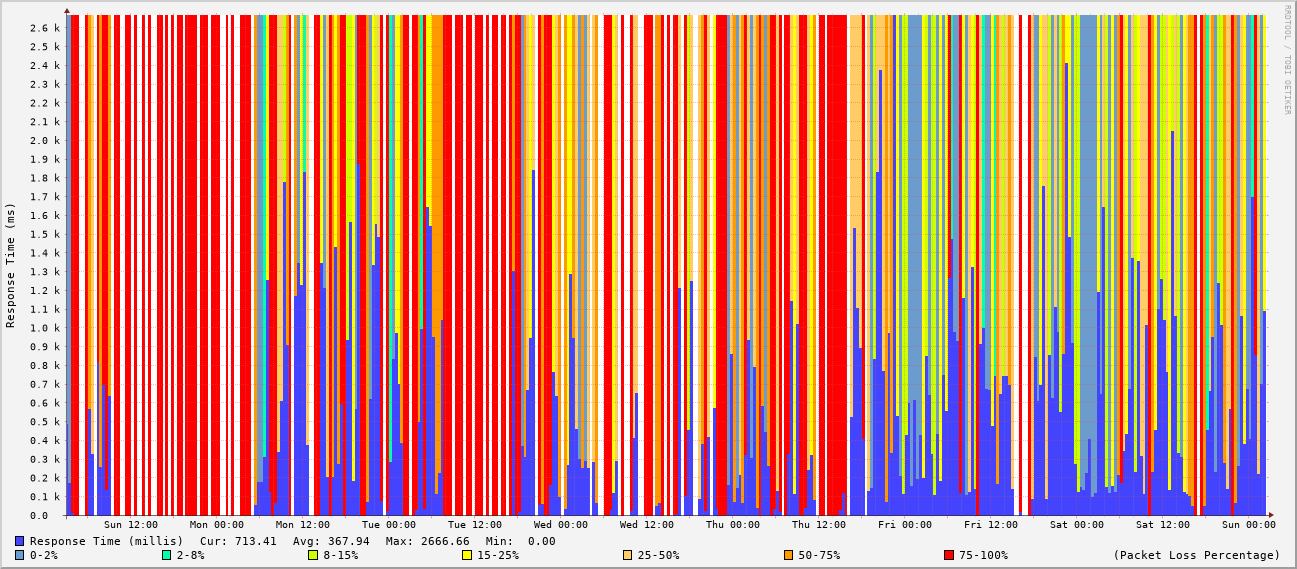 RRDTOOL / TOBI OETIKER
Response Time (ms)
2.6 k
2.5 k
2.4 k
2.3 k
2.2 k
2.1 k
2.0 k
1.9 k
1.8 k
1.7 k
1.6 k
1.5 k
1.4 k
1.3 k
1.2 k
1.1 k
1.0 k
0.9 k
0.8 k
0.7 k
0.6 k
0.5 k
0.4 k
0.3 k
0.2 k
0.1 k
0.0
Sun 12:00 Mon 00:00 Mon 12:00 Tue 00:00 Tue 12:00 Wed 00:00 Wed 12:00 Thu 00:00 Thu 12:00 Fri 00:00 Fri 12:00 Sat 00:00 Sat 12:00 Sun 00:00
Response Time (millis) Cur: 713.41 Avg: 367.94 Max: 2666.66 Min: 0.00
0-2% 2-8% 8-15% 15-25% 25-50% 50-75% 75-100% (Packet Loss Percentage)